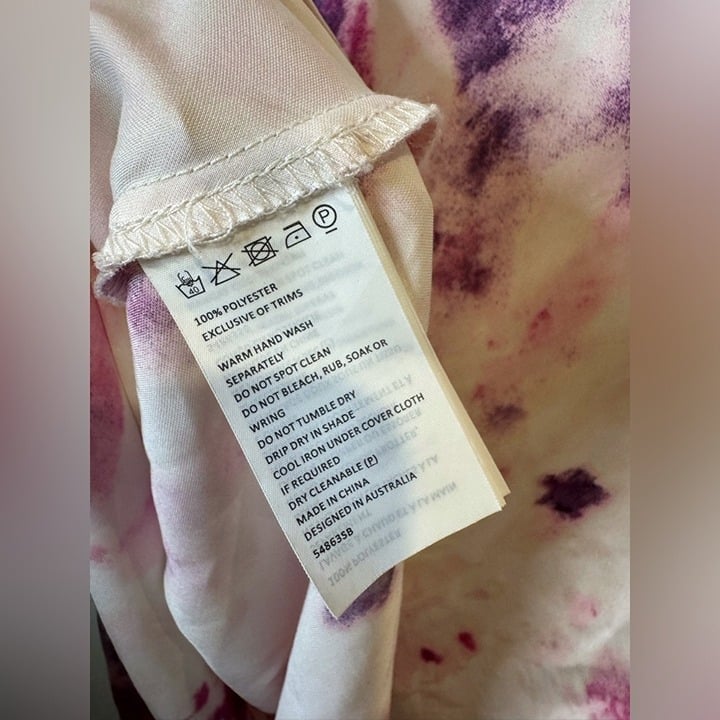 40
P
100% POLYESTER
EXCLUSIVE OF TRIMS
WARM HAND WASH
SEPARATELY
DO NOT SPOT CLEAN
DO NOT BLEACH, RUB, SOAK OR
WRING
DO NOT TUMBLE DRY
DRIP DRY IN SHADE
COOL IRON UNDER COVER CLOTH
IF REQUIRED
DRY CLEANABLE (P)
MADE IN CHINA
DESIGNED IN AUSTRALIA
548635B